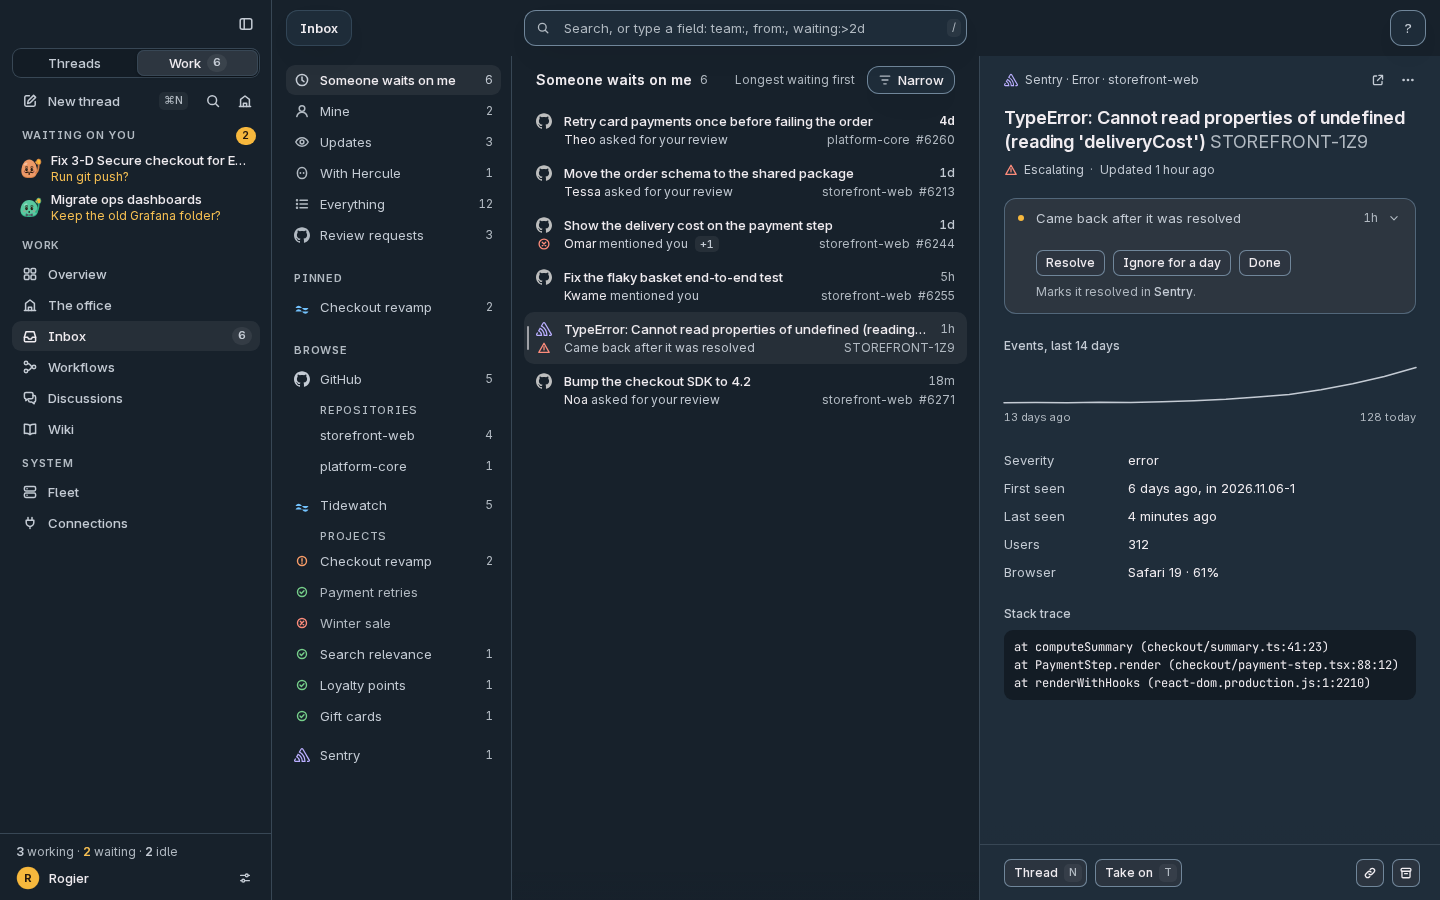 Threads
Work 6
New thread ⌘N
WAITING ON YOU 2
Fix 3-D Secure checkout for E…
Run git push?
Migrate ops dashboards
Keep the old Grafana folder?
WORK
Overview
The office
Inbox 6
Workflows
Discussions
Wiki
SYSTEM
Fleet
Connections
3 working · 2 waiting · 2 idle
R Rogier
Inbox
Someone waits on me 6
Mine 2
Updates 3
With Hercule 1
Everything 12
Review requests 3
PINNED
Checkout revamp 2
BROWSE
GitHub 5
REPOSITORIES
storefront-web 4
platform-core 1
Tidewatch 5
PROJECTS
Checkout revamp 2
Payment retries
Winter sale
Search relevance 1
Loyalty points 1
Gift cards 1
Sentry 1
Search, or type a field: team:, from:, waiting:>2d /
Someone waits on me 6 Longest waiting first Narrow
Retry card payments once before failing the order 4d
Theo asked for your review platform-core #6260
Move the order schema to the shared package 1d
Tessa asked for your review storefront-web #6213
Show the delivery cost on the payment step 1d
Omar mentioned you +1 storefront-web #6244
Fix the flaky basket end-to-end test 5h
Kwame mentioned you storefront-web #6255
TypeError: Cannot read properties of undefined (reading… 1h
Came back after it was resolved STOREFRONT-1Z9
Bump the checkout SDK to 4.2 18m
Noa asked for your review storefront-web #6271
?
Sentry · Error · storefront-web
TypeError: Cannot read properties of undefined
(reading 'deliveryCost') STOREFRONT-1Z9
Escalating · Updated 1 hour ago
Came back after it was resolved 1h
Resolve Ignore for a day Done
Marks it resolved in Sentry.
Events, last 14 days
13 days ago 128 today
Severity error
First seen 6 days ago, in 2026.11.06-1
Last seen 4 minutes ago
Users 312
Browser Safari 19 · 61%
Stack trace
at computeSummary (checkout/summary.ts:41:23)
at PaymentStep.render (checkout/payment-step.tsx:88:12)
at renderWithHooks (react-dom.production.js:1:2210)
Thread N Take on T